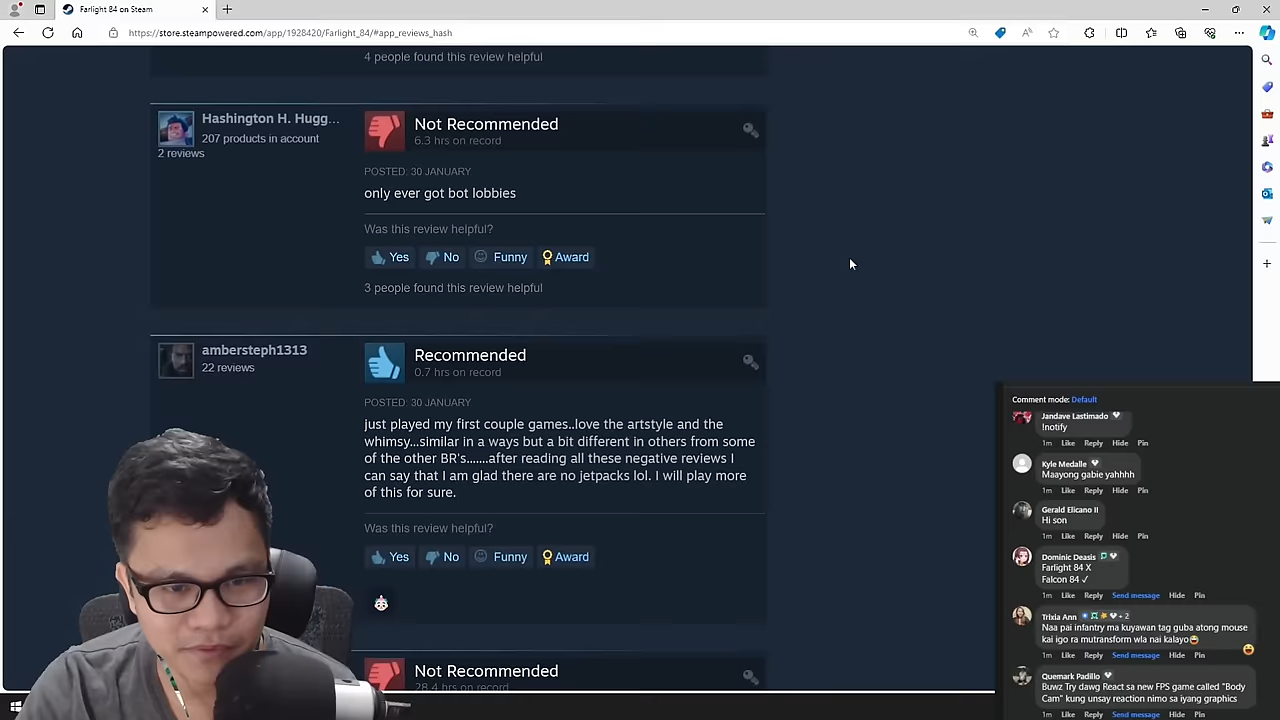 Farlight 84 on Steam
https://store.steampowered.com/app/1928420/Farlight_84/#app_reviews_hash
4 people found this review helpful
Hashington H. Hugg...
207 products in account
2 reviews
Not Recommended
6.3 hrs on record
POSTED: 30 JANUARY
only ever got bot lobbies
Was this review helpful?
Yes No Funny Award
3 people found this review helpful
ambersteph1313
22 reviews
Recommended
0.7 hrs on record
POSTED: 30 JANUARY
just played my first couple games..love the artstyle and the
whimsy...similar in a ways but a bit different in others from some
of the other BR's.......after reading all these negative reviews I
can say that I am glad there are no jetpacks lol. I will play more
of this for sure.
Was this review helpful?
Yes No Funny Award
Not Recommended
28.4 hrs on record
Comment mode: Default
Jandave Lastimado
!notify
1m Like Reply Hide Pin
Kyle Medalle
Maayong gabie yahhhh
1m Like Reply Hide Pin
Gerald Elicano II
Hi son
1m Like Reply Hide Pin
Dominic Deasis
Farlight 84 X
Falcon 84 ✓
1m Like Reply Send message Hide Pin
Trixia Ann + 2
Naa pai infantry ma kuyawan tag guba atong mouse
kai igo ra mutransform wla nai kalayo😂
1m Like Reply Send message Hide Pin
Quemark Padillo
Buwz Try dawg React sa new FPS game called "Body
Cam" kung unsay reaction nimo sa iyang graphics
1m Like Reply Send message Hide Pin